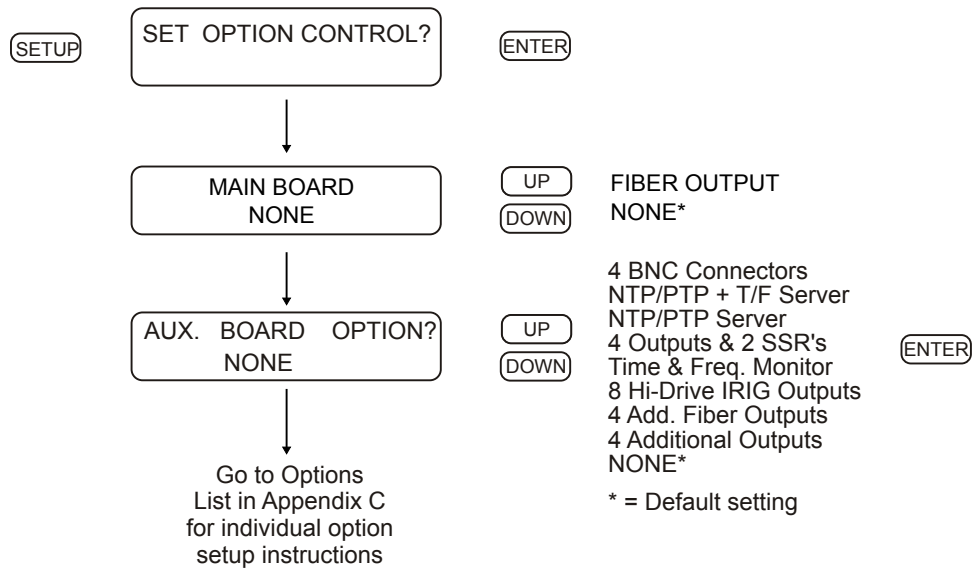 SETUP
SET OPTION CONTROL?
ENTER
MAIN BOARD
NONE
UP
DOWN
FIBER OUTPUT
NONE*
AUX. BOARD OPTION?
NONE
UP
DOWN
4 BNC Connectors
NTP/PTP + T/F Server
NTP/PTP Server
4 Outputs & 2 SSR's
Time & Freq. Monitor
8 Hi-Drive IRIG Outputs
4 Add. Fiber Outputs
4 Additional Outputs
NONE*
ENTER
* = Default setting
Go to Options
List in Appendix C
for individual option
setup instructions